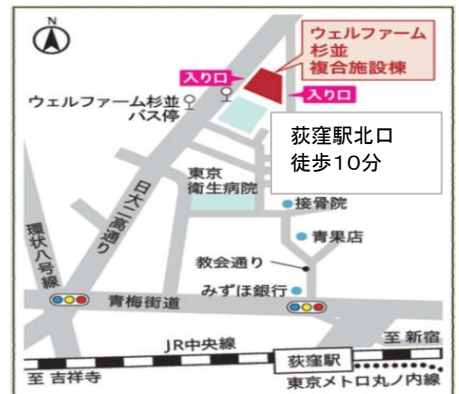 N
ウェルファーム
杉並
複合施設棟
入り口
入り口
ウェルファーム杉並
バス停
荻窪駅北口
徒歩10分
東京
衛生病院
日大二高通り
接骨院
環状八号線
青果店
教会通り
みずほ銀行
青梅街道
JR中央線
至 新宿
荻窪駅
至 吉祥寺
東京メトロ丸ノ内線